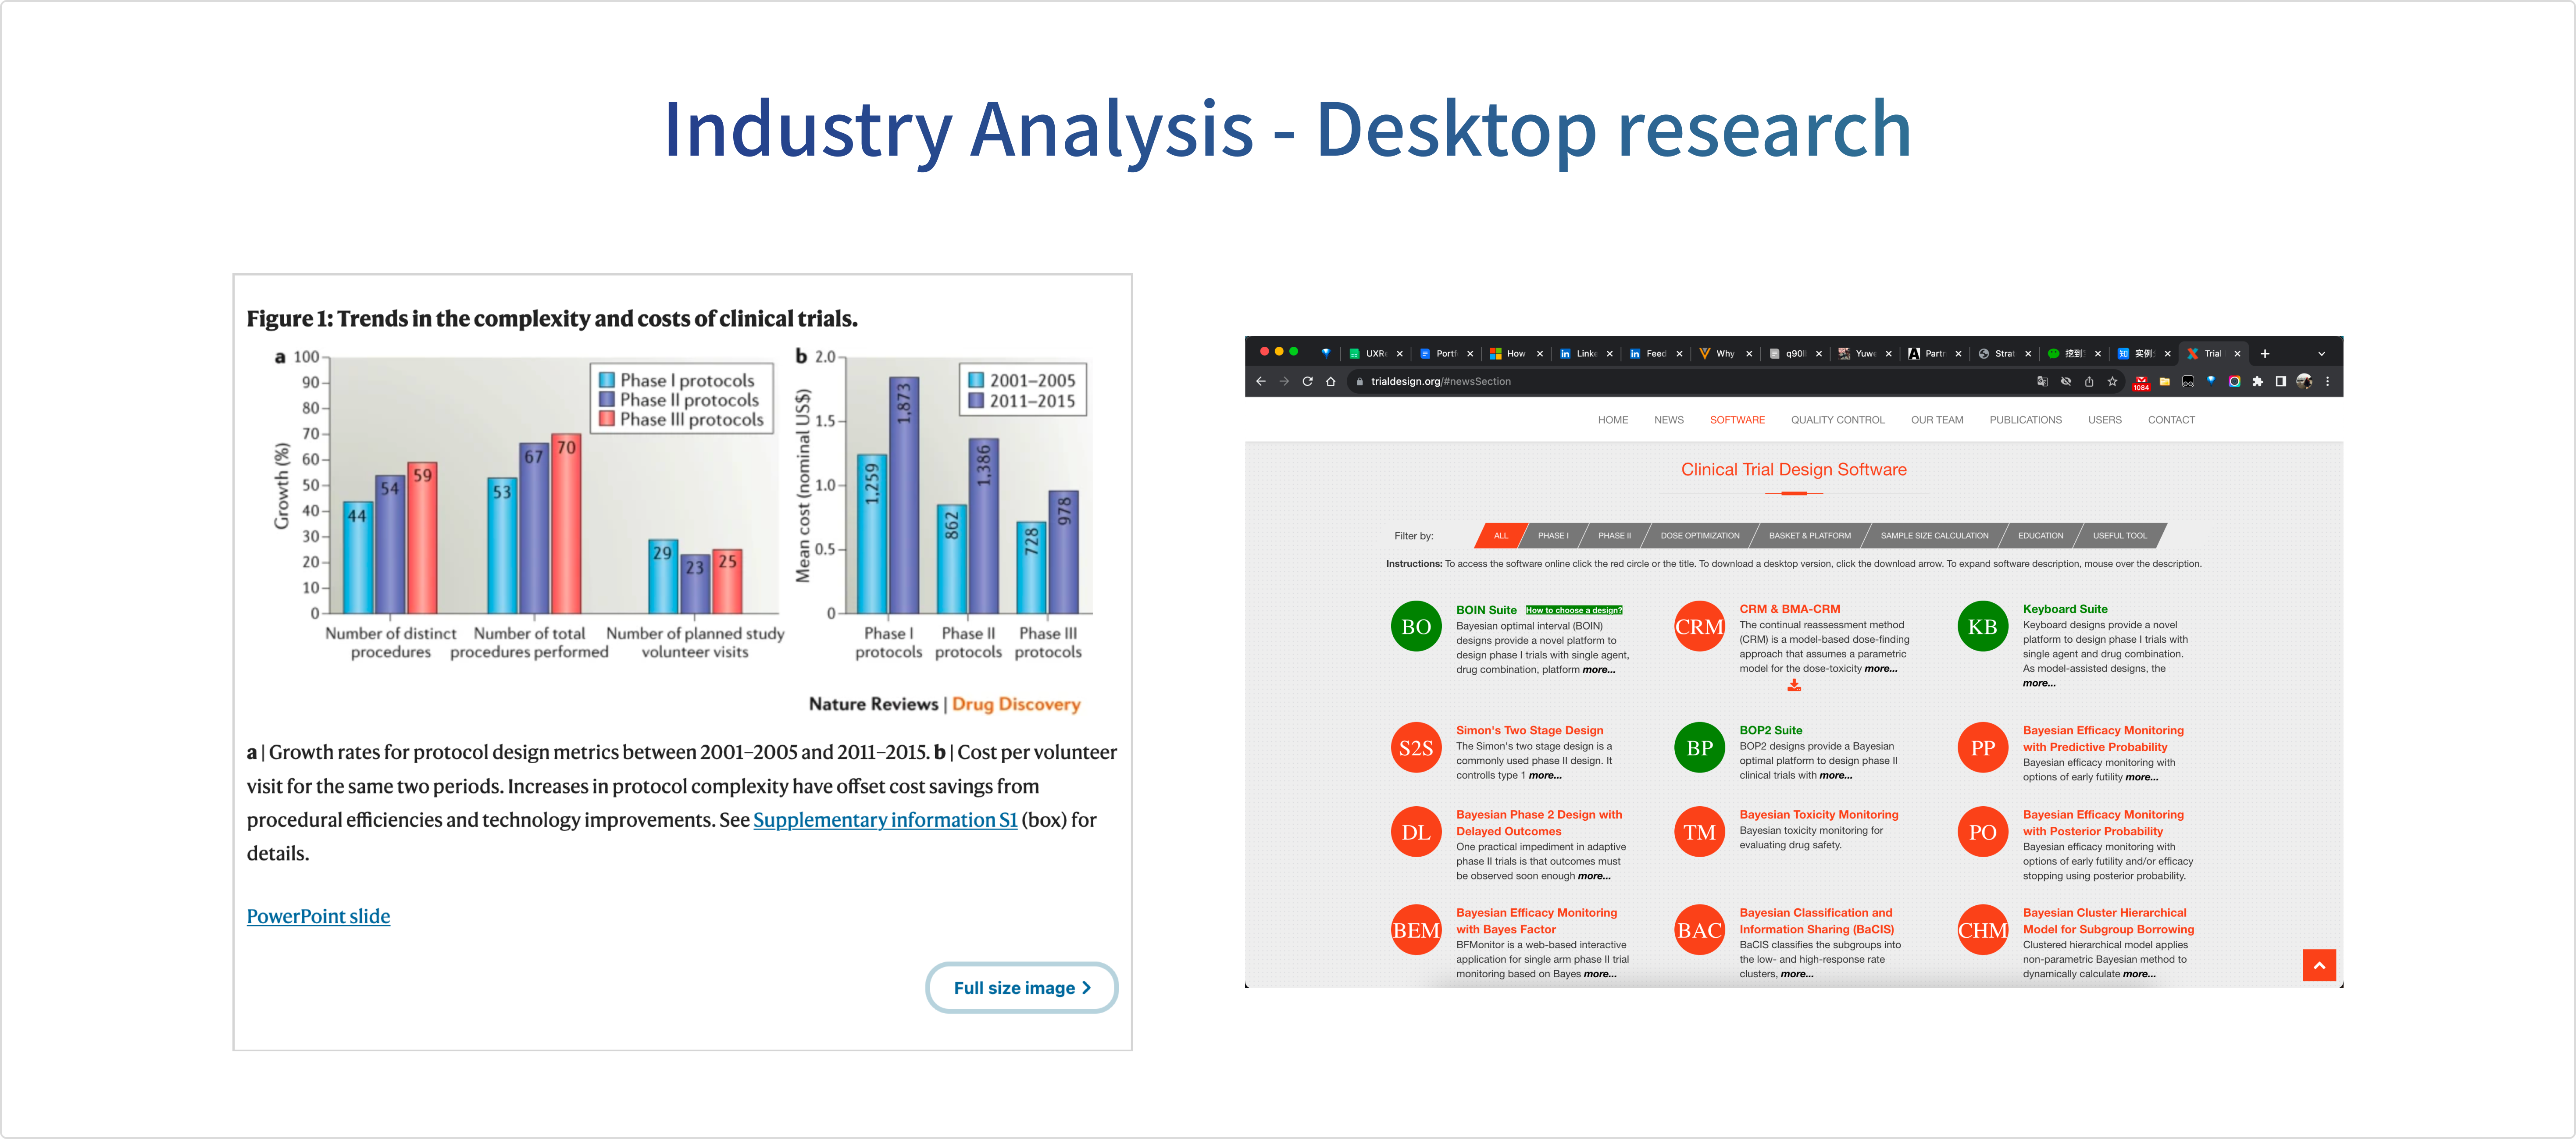 Industry Analysis - Desktop research
Figure 1: Trends in the complexity and costs of clinical trials.
a
100
90
80
70
60
50
40
30
20
10
0
Growth (%)
Phase I protocols
Phase II protocols
Phase III protocols
44
54
59
53
67
70
29
23
25
Number of distinct
procedures
Number of total
procedures performed
Number of planned study
volunteer visits
b
2.0
1.5
1.0
0.5
0
Mean cost (nominal US$)
2001–2005
2011–2015
1,259
1,873
862
1,386
728
978
Phase I
protocols
Phase II
protocols
Phase III
protocols
Nature Reviews | Drug Discovery
a | Growth rates for protocol design metrics between 2001–2005 and 2011–2015. b | Cost per volunteer
visit for the same two periods. Increases in protocol complexity have offset cost savings from
procedural efficiencies and technology improvements. See Supplementary information S1 (box) for
details.
PowerPoint slide
Full size image
UXR
Portf
How
Linke
Feed
Why
q90
Yuw
Partn
Strat
挖到
知 实例
Trial
trialdesign.org/#newsSection
1084
HOME NEWS SOFTWARE QUALITY CONTROL OUR TEAM PUBLICATIONS USERS CONTACT
Clinical Trial Design Software
Filter by: ALL PHASE I PHASE II DOSE OPTIMIZATION BASKET & PLATFORM SAMPLE SIZE CALCULATION EDUCATION USEFUL TOOL
Instructions: To access the software online click the red circle or the title. To download a desktop version, click the download arrow. To expand software description, mouse over the description.
BO
BOIN Suite How to choose a design?
Bayesian optimal interval (BOIN)
designs provide a novel platform to
design phase I trials with single agent,
drug combination, platform more...
CRM
CRM & BMA-CRM
The continual reassessment method
(CRM) is a model-based dose-finding
approach that assumes a parametric
model for the dose-toxicity more...
KB
Keyboard Suite
Keyboard designs provide a novel
platform to design phase I trials with
single agent and drug combination.
As model-assisted designs, the
more...
S2S
Simon's Two Stage Design
The Simon's two stage design is a
commonly used phase II design. It
controlls type 1 more...
BP
BOP2 Suite
BOP2 designs provide a Bayesian
optimal platform to design phase II
clinical trials with more...
PP
Bayesian Efficacy Monitoring
with Predictive Probability
Bayesian efficacy monitoring with
options of early futility more...
DL
Bayesian Phase 2 Design with
Delayed Outcomes
One practical impediment in adaptive
phase II trials is that outcomes must
be observed soon enough more...
TM
Bayesian Toxicity Monitoring
Bayesian toxicity monitoring for
evaluating drug safety.
PO
Bayesian Efficacy Monitoring
with Posterior Probability
Bayesian efficacy monitoring with
options of early futility and/or efficacy
stopping using posterior probability.
BEM
Bayesian Efficacy Monitoring
with Bayes Factor
BFMonitor is a web-based interactive
application for single arm phase II trial
monitoring based on Bayes more...
BAC
Bayesian Classification and
Information Sharing (BaCIS)
BaCIS classifies the subgroups into
the low- and high-response rate
clusters, more...
CHM
Bayesian Cluster Hierarchical
Model for Subgroup Borrowing
Clustered hierarchical model applies
non-parametric Bayesian method to
dynamically calculate more...